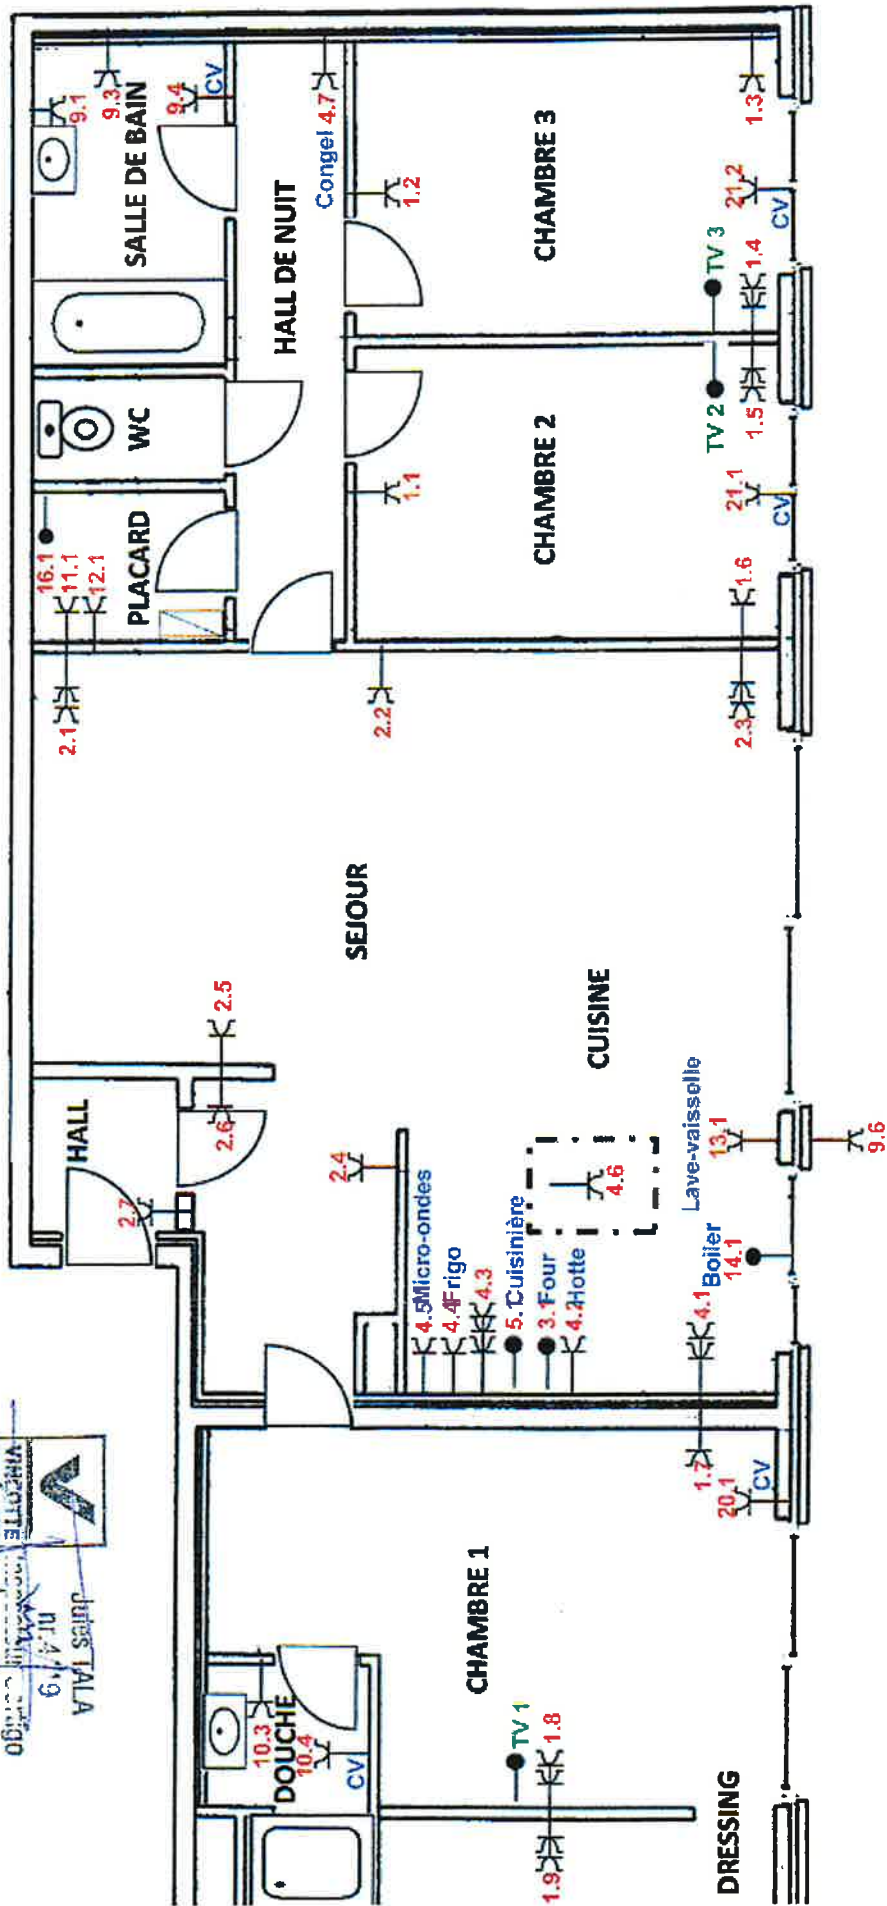 9.1
9.3
9.4
CV
SALLE DE BAIN
WC
PLACARD
16.1
11.1
12.1
HALL DE NUIT
Congel 4.7
1.2
CHAMBRE 3
1.3
21.2
CV
1.4
TV 3
TV 2
1.5
CHAMBRE 2
1.1
21.1
CV
1.6
2.1
2.2
2.3
SEJOUR
2.5
2.6
HALL
2.7
2.4
CUISINE
4.5 Micro-ondes
4.4 Frigo
4.3
5.1 Cuisinière
3.1 Four
4.2 Hotte
4.6
Lave-vaisselle
13.1
9.6
Boiler
14.1
4.1
1.7
20.1
CV
CHAMBRE 1
TV 1
1.8
1.9
10.3
DOUCHE
10.4
CV
DRESSING
VINÇOTTE
Jules TALA